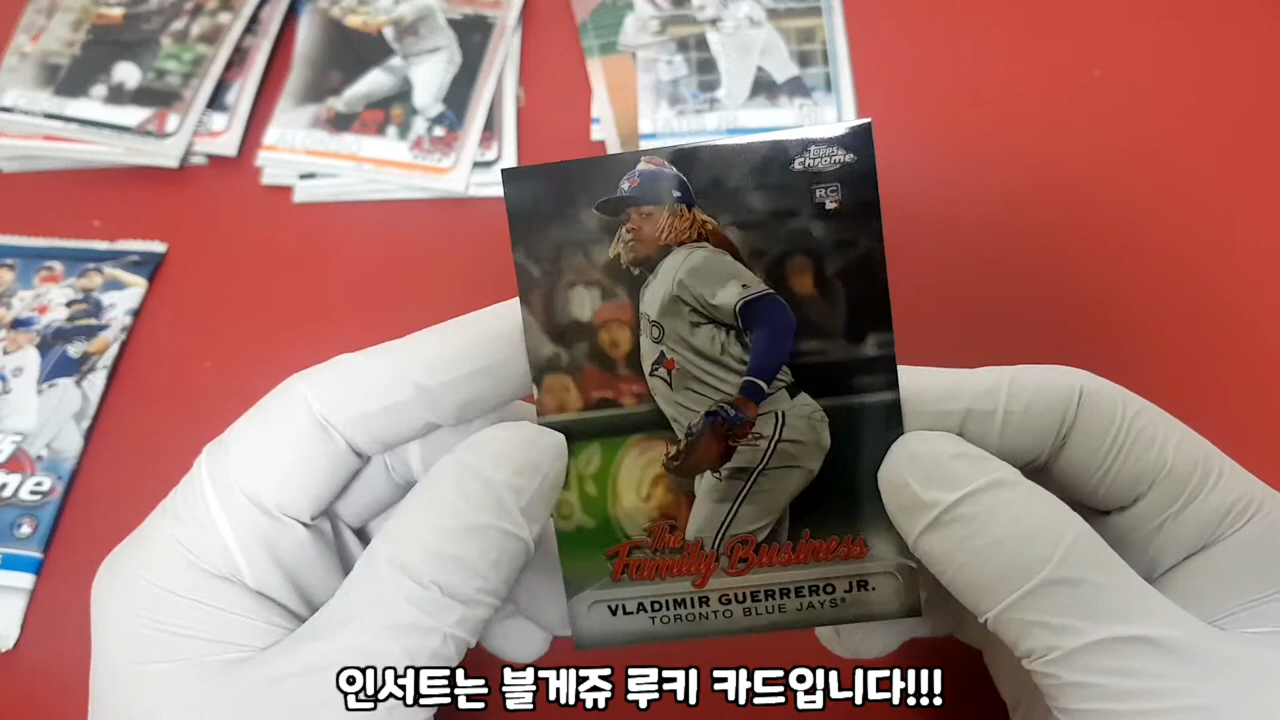 ALONSO
Topps
Chrome
RC
The
Family Business
VLADIMIR GUERRERO JR.
TORONTO BLUE JAYS®
인서트는 블게쥬 루키 카드입니다!!!